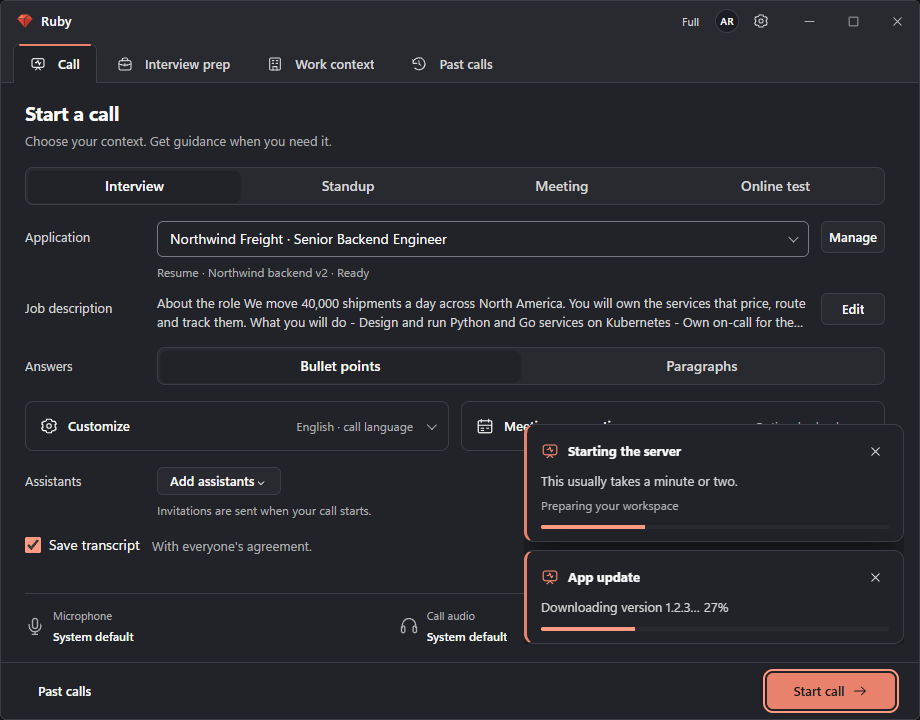 Ruby
Full
AR
Call
Interview prep
Work context
Past calls
Start a call
Choose your context. Get guidance when you need it.
Interview
Standup
Meeting
Online test
Application
Northwind Freight · Senior Backend Engineer
Manage
Resume · Northwind backend v2 · Ready
Job description
About the role We move 40,000 shipments a day across North America. You will own the services that price, route
and track them. What you will do - Design and run Python and Go services on Kubernetes - Own on-call for the...
Edit
Answers
Bullet points
Paragraphs
Customize
English · call language
Starting the server
This usually takes a minute or two.
Preparing your workspace
Assistants
Add assistants
Invitations are sent when your call starts.
Save transcript
With everyone's agreement.
App update
Downloading version 1.2.3... 27%
Microphone
System default
Call audio
System default
Past calls
Start call